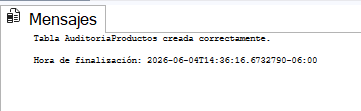 Mensajes
Tabla AuditoriaProductos creada correctamente.
Hora de finalización: 2026-06-04T14:36:16.6732790-06:00